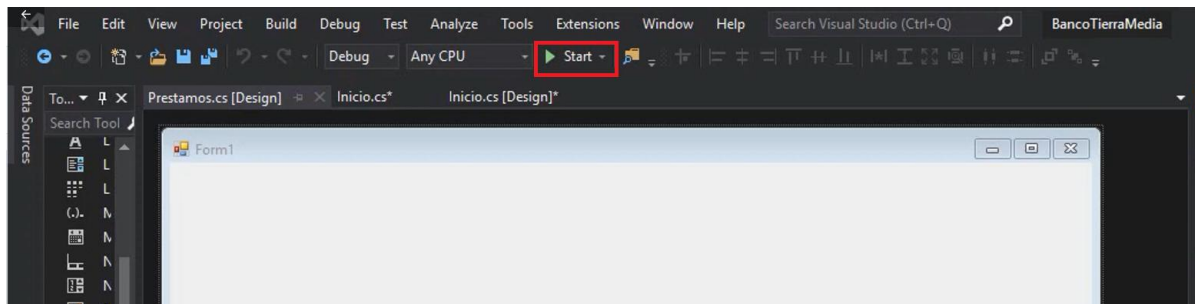 File Edit View Project Build Debug Test Analyze Tools Extensions Window Help Search Visual Studio (Ctrl+Q) BancoTierraMedia
Debug Any CPU Start
Data Sources
To... Prestamos.cs [Design] Inicio.cs* Inicio.cs [Design]*
Search Tool
Form1
L
L
L
M
M
N
N